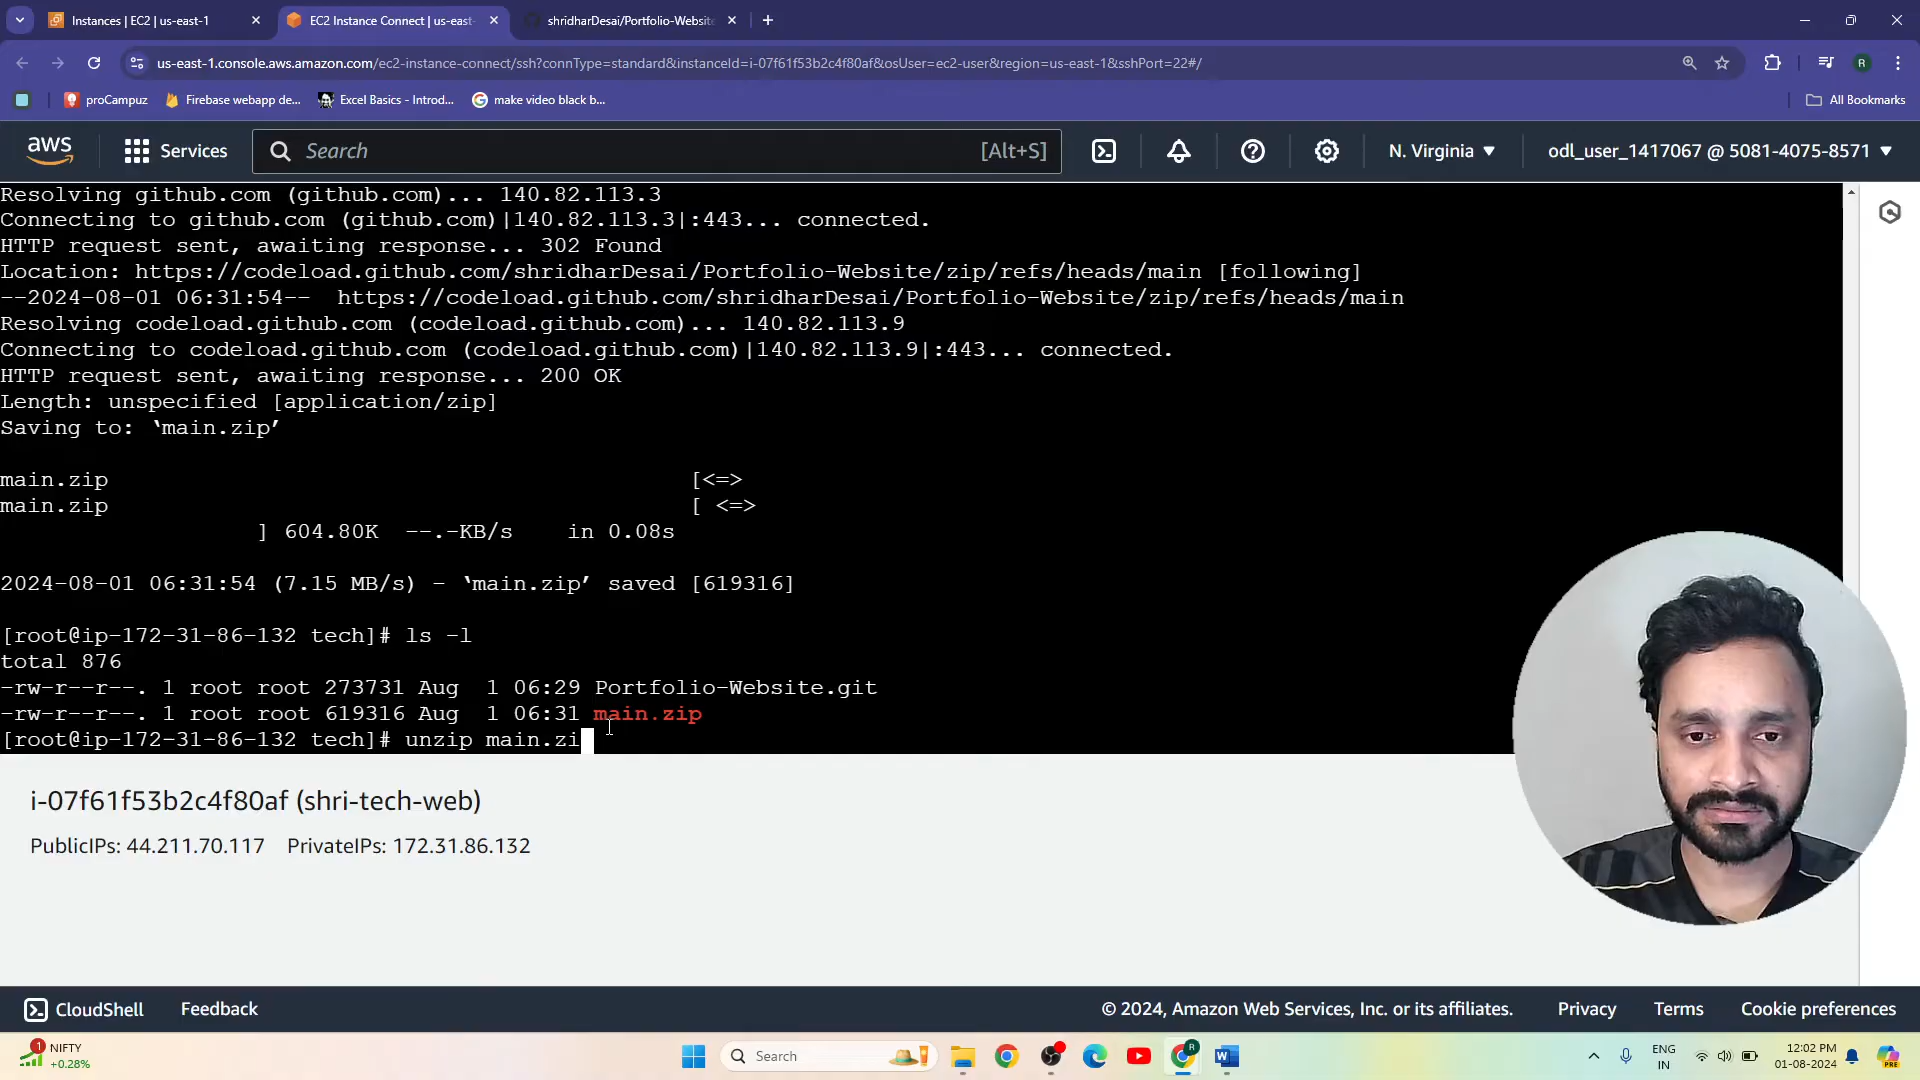 Instances | EC2 | us-east-1
EC2 Instance Connect | us-east-
shridharDesai/Portfolio-Website
us-east-1.console.aws.amazon.com/ec2-instance-connect/ssh?connType=standard&instanceId=i-07f61f53b2c4f80af&osUser=ec2-user&region=us-east-1&sshPort=22#/
R
proCampuz
Firebase webapp de...
Excel Basics - Introd...
make video black b...
All Bookmarks
aws
Services
Search
[Alt+S]
N. Virginia
odl_user_1417067 @ 5081-4075-8571
Resolving github.com (github.com)... 140.82.113.3
Connecting to github.com (github.com)|140.82.113.3|:443... connected.
HTTP request sent, awaiting response... 302 Found
Location: https://codeload.github.com/shridharDesai/Portfolio-Website/zip/refs/heads/main [following]
--2024-08-01 06:31:54--  https://codeload.github.com/shridharDesai/Portfolio-Website/zip/refs/heads/main
Resolving codeload.github.com (codeload.github.com)... 140.82.113.9
Connecting to codeload.github.com (codeload.github.com)|140.82.113.9|:443... connected.
HTTP request sent, awaiting response... 200 OK
Length: unspecified [application/zip]
Saving to: ‘main.zip’
main.zip [<=>
main.zip [ <=>
] 604.80K --.-KB/s in 0.08s
2024-08-01 06:31:54 (7.15 MB/s) - ‘main.zip’ saved [619316]
[root@ip-172-31-86-132 tech]# ls -l
total 876
-rw-r--r--. 1 root root 273731 Aug  1 06:29 Portfolio-Website.git
-rw-r--r--. 1 root root 619316 Aug  1 06:31 main.zip
[root@ip-172-31-86-132 tech]# unzip main.zi
i-07f61f53b2c4f80af (shri-tech-web)
PublicIPs: 44.211.70.117 PrivateIPs: 172.31.86.132
CloudShell
Feedback
© 2024, Amazon Web Services, Inc. or its affiliates.
Privacy
Terms
Cookie preferences
1
NIFTY
+0.28%
Search
R
ENG
IN
12:02 PM
01-08-2024
PRE